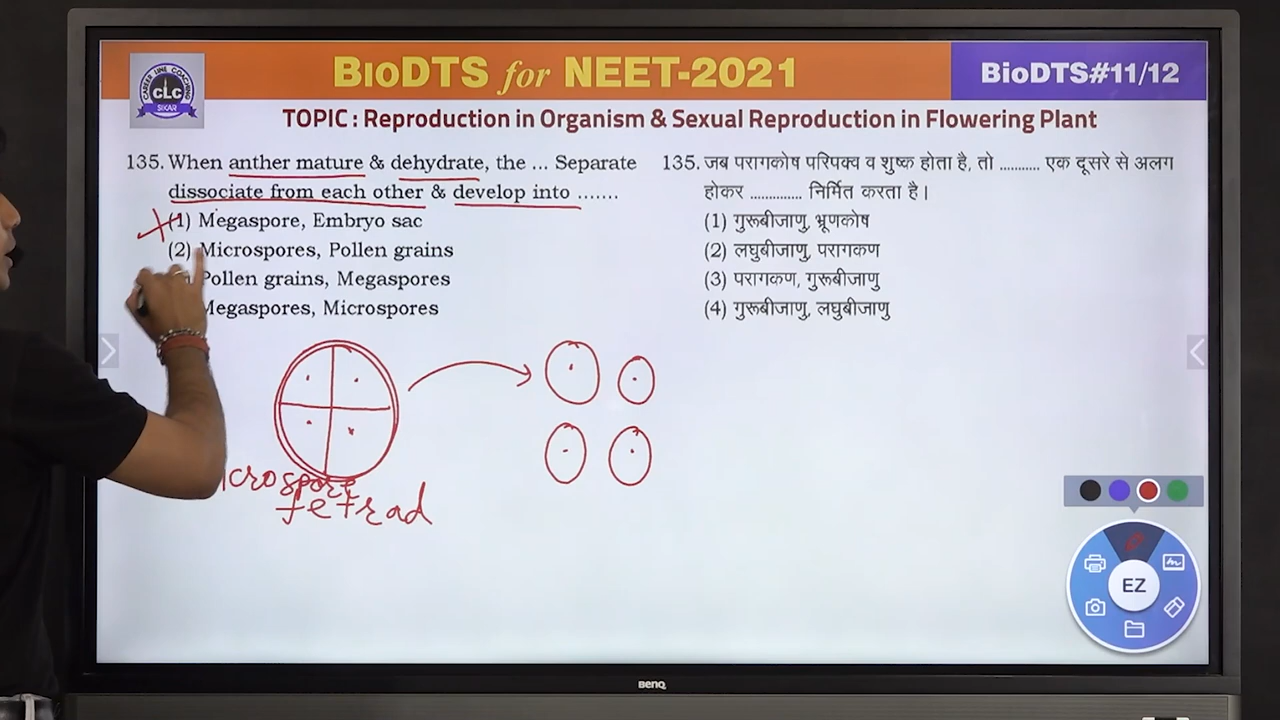 BIODTS for NEET-2021
BioDTS#11/12
CAREER LINE COACHING
CLC
SIKAR
TOPIC : Reproduction in Organism & Sexual Reproduction in Flowering Plant
135. When anther mature & dehydrate, the ... Separate
dissociate from each other & develop into .......
(1) Megaspore, Embryo sac
(2) Microspores, Pollen grains
Pollen grains, Megaspores
Megaspores, Microspores
135. जब परागकोष परिपक्व व शुष्क होता है, तो .......... एक दूसरे से अलग
होकर .............. निर्मित करता है।
(1) गुरूबीजाणु, भ्रूणकोष
(2) लघुबीजाणु, परागकण
(3) परागकण, गुरूबीजाणु
(4) गुरूबीजाणु, लघुबीजाणु
crospore
tetrad
EZ
BenQ